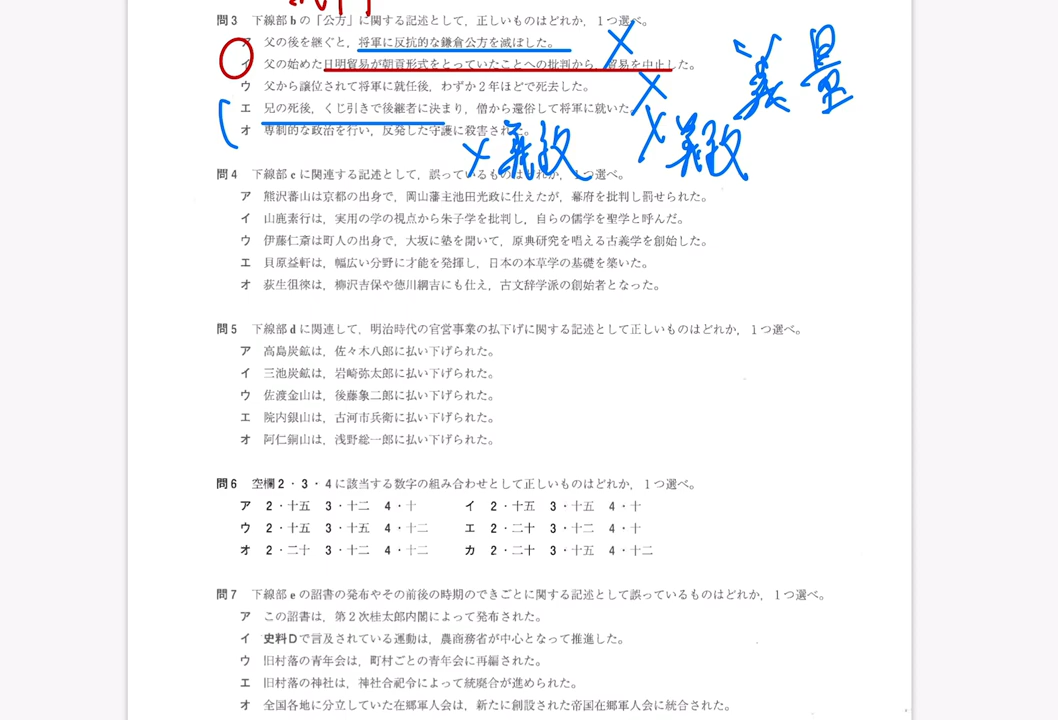 問3 下線部bの「公方」に関する記述として，正しいものはどれか，1つ選べ。
ア 父の後を継ぐと，将軍に反抗的な鎌倉公方を滅ぼした。
イ 父の始めた日明貿易が朝貢形式をとっていたことへの批判から，貿易を中止した。
ウ 父から譲位されて将軍に就任後，わずか2年ほどで死去した。
義量
エ 兄の死後，くじ引きで後継者に決まり，僧から還俗して将軍に就いた。
オ 専制的な政治を行い，反発した守護に殺害された。
× 義教
× 義教
問4 下線部cに関連する記述として，誤っているものはどれか，1つ選べ。
ア 熊沢蕃山は京都の出身で，岡山藩主池田光政に仕えたが，幕府を批判し罰せられた。
イ 山鹿素行は，実用の学の視点から朱子学を批判し，自らの儒学を聖学と呼んだ。
ウ 伊藤仁斎は町人の出身で，大坂に塾を開いて，原典研究を唱える古義学を創始した。
エ 貝原益軒は，幅広い分野に才能を発揮し，日本の本草学の基礎を築いた。
オ 荻生徂徠は，柳沢吉保や徳川綱吉にも仕え，古文辞学派の創始者となった。
問5 下線部dに関連して，明治時代の官営事業の払下げに関する記述として正しいものはどれか，1つ選べ。
ア 高島炭鉱は，佐々木八郎に払い下げられた。
イ 三池炭鉱は，岩崎弥太郎に払い下げられた。
ウ 佐渡金山は，後藤象二郎に払い下げられた。
エ 院内銀山は，古河市兵衛に払い下げられた。
オ 阿仁銅山は，浅野総一郎に払い下げられた。
問6 空欄2・3・4に該当する数字の組み合わせとして正しいものはどれか，1つ選べ。
ア 2・十五 3・十二 4・十 イ 2・十五 3・十五 4・十
ウ 2・十五 3・十五 4・十二 エ 2・二十 3・十二 4・十
オ 2・二十 3・十二 4・十二 カ 2・二十 3・十五 4・十二
問7 下線部eの詔書の発布やその前後の時期のできごとに関する記述として誤っているものはどれか，1つ選べ。
ア この詔書は，第2次桂太郎内閣によって発布された。
イ 史料Dで言及されている運動は，農商務省が中心となって推進した。
ウ 旧村落の青年会は，町村ごとの青年会に再編された。
エ 旧村落の神社は，神社合祀令によって統廃合が進められた。
オ 全国各地に分立していた在郷軍人会は，新たに創設された帝国在郷軍人会に統合された。